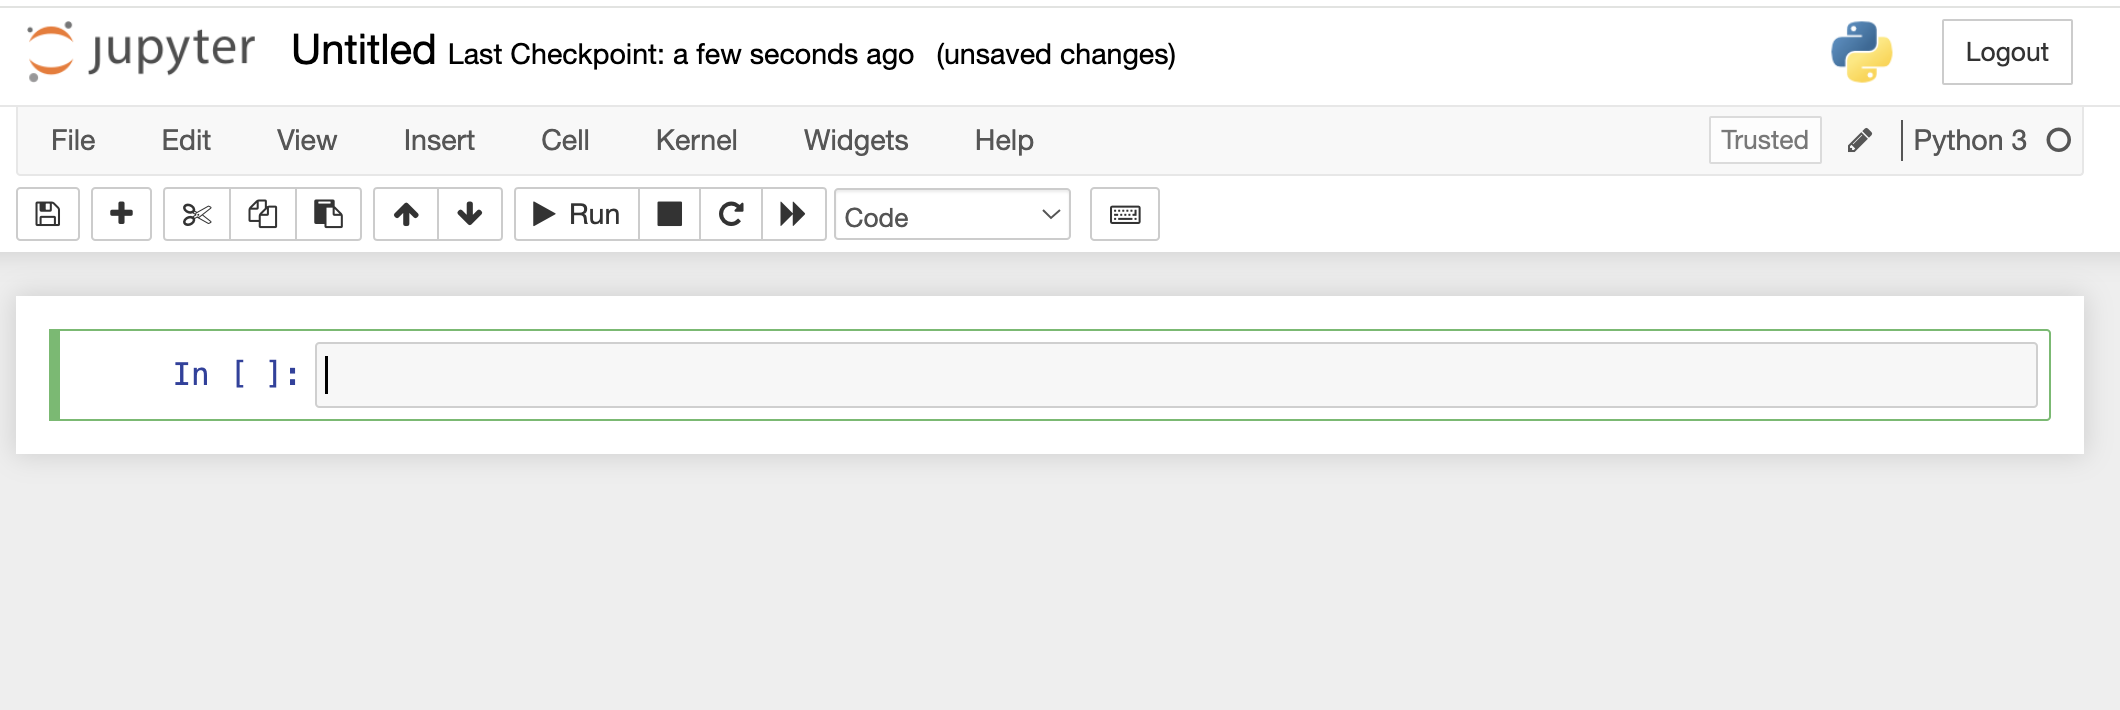 jupyter Untitled Last Checkpoint: a few seconds ago (unsaved changes) Logout
File Edit View Insert Cell Kernel Widgets Help Trusted Python 3
Run Code
In [ ]: